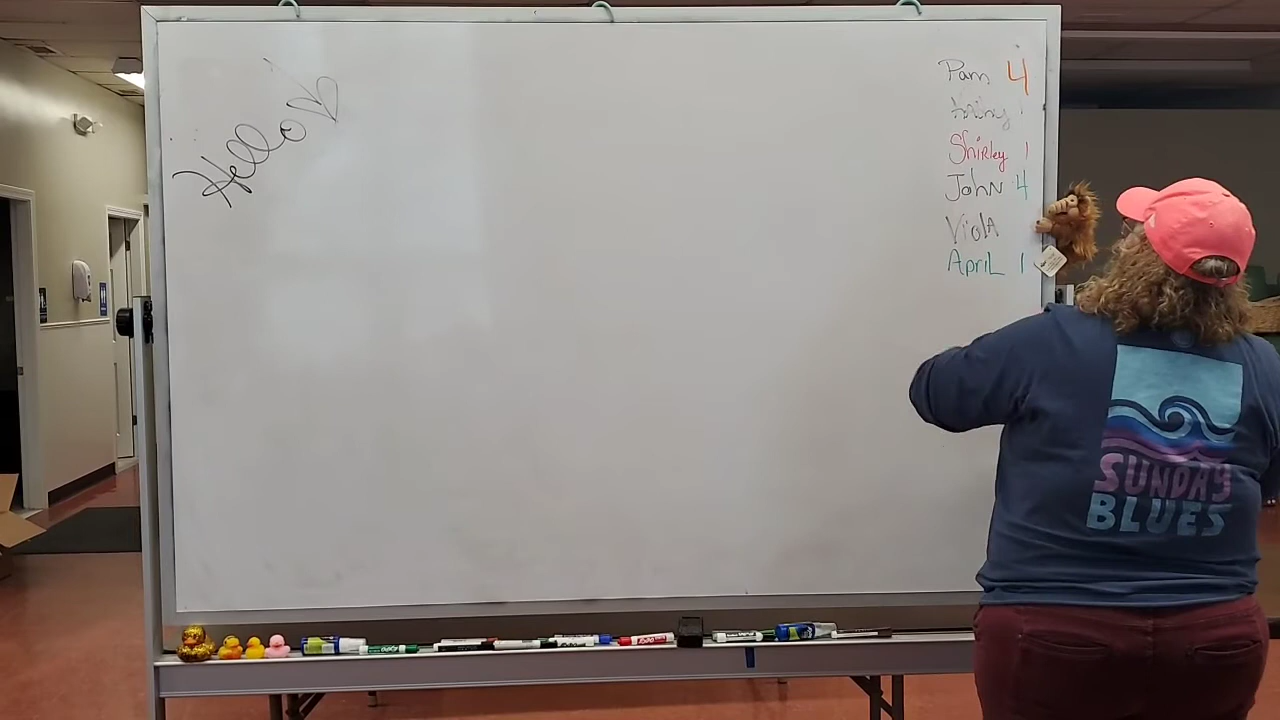 Hello
Pam 4
Shirley 1
John 4
Viola
April 1
SUNDAY
BLUES